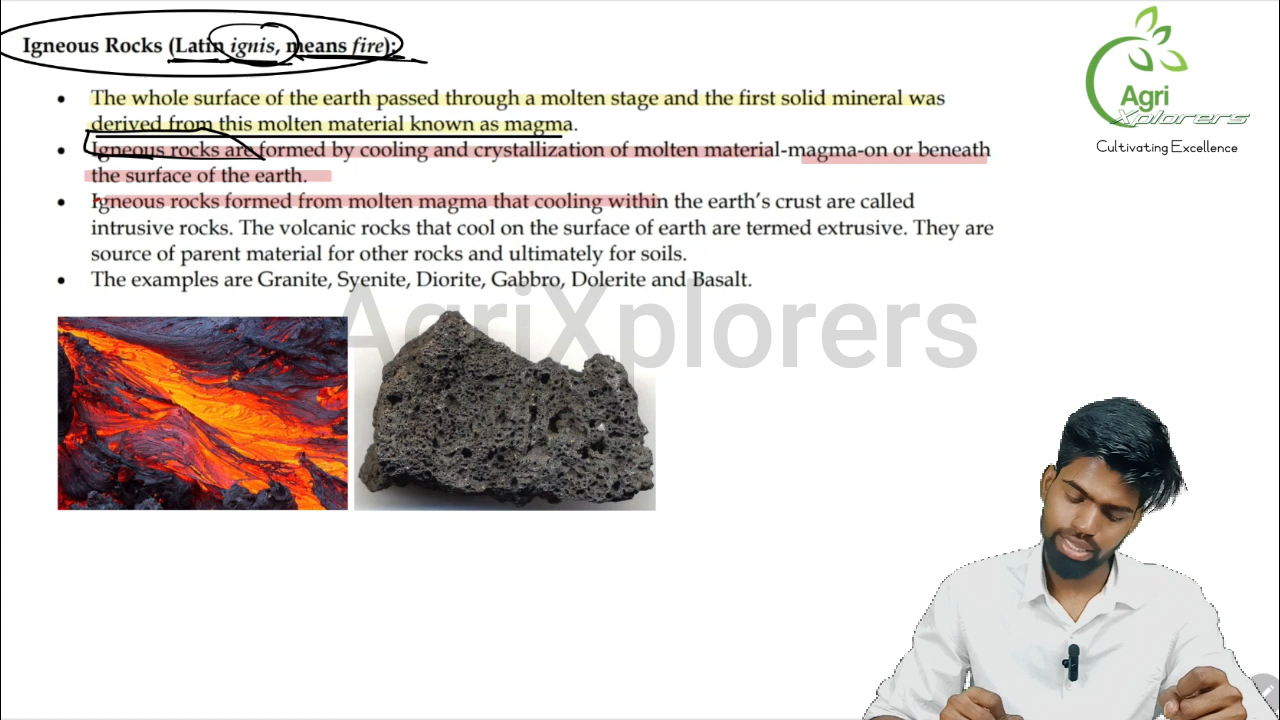 Igneous Rocks (Latin ignis, means fire):
• The whole surface of the earth passed through a molten stage and the first solid mineral was
derived from this molten material known as magma.
• Igneous rocks are formed by cooling and crystallization of molten material-magma-on or beneath
the surface of the earth.
• Igneous rocks formed from molten magma that cooling within the earth's crust are called
intrusive rocks. The volcanic rocks that cool on the surface of earth are termed extrusive. They are
source of parent material for other rocks and ultimately for soils.
• The examples are Granite, Syenite, Diorite, Gabbro, Dolerite and Basalt.
AgriXplorers
Agri
Xplorers
Cultivating Excellence